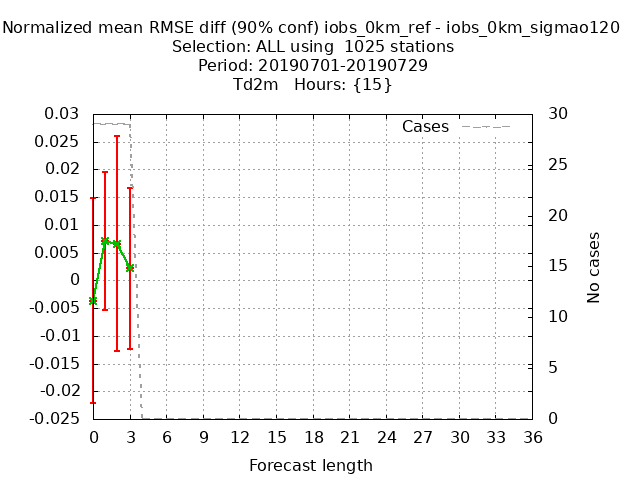 Normalized mean RMSE diff (90% conf) iobs_0km_ref - iobs_0km_sigmao120
Selection: ALL using  1025 stations
Period: 20190701-20190729
Td2m   Hours: {15}
Cases
0.03
0.025
0.02
0.015
0.01
0.005
0
-0.005
-0.01
-0.015
-0.02
-0.025
30
25
20
15
10
5
0
No cases
0 3 6 9 12 15 18 21 24 27 30 33 36
Forecast length